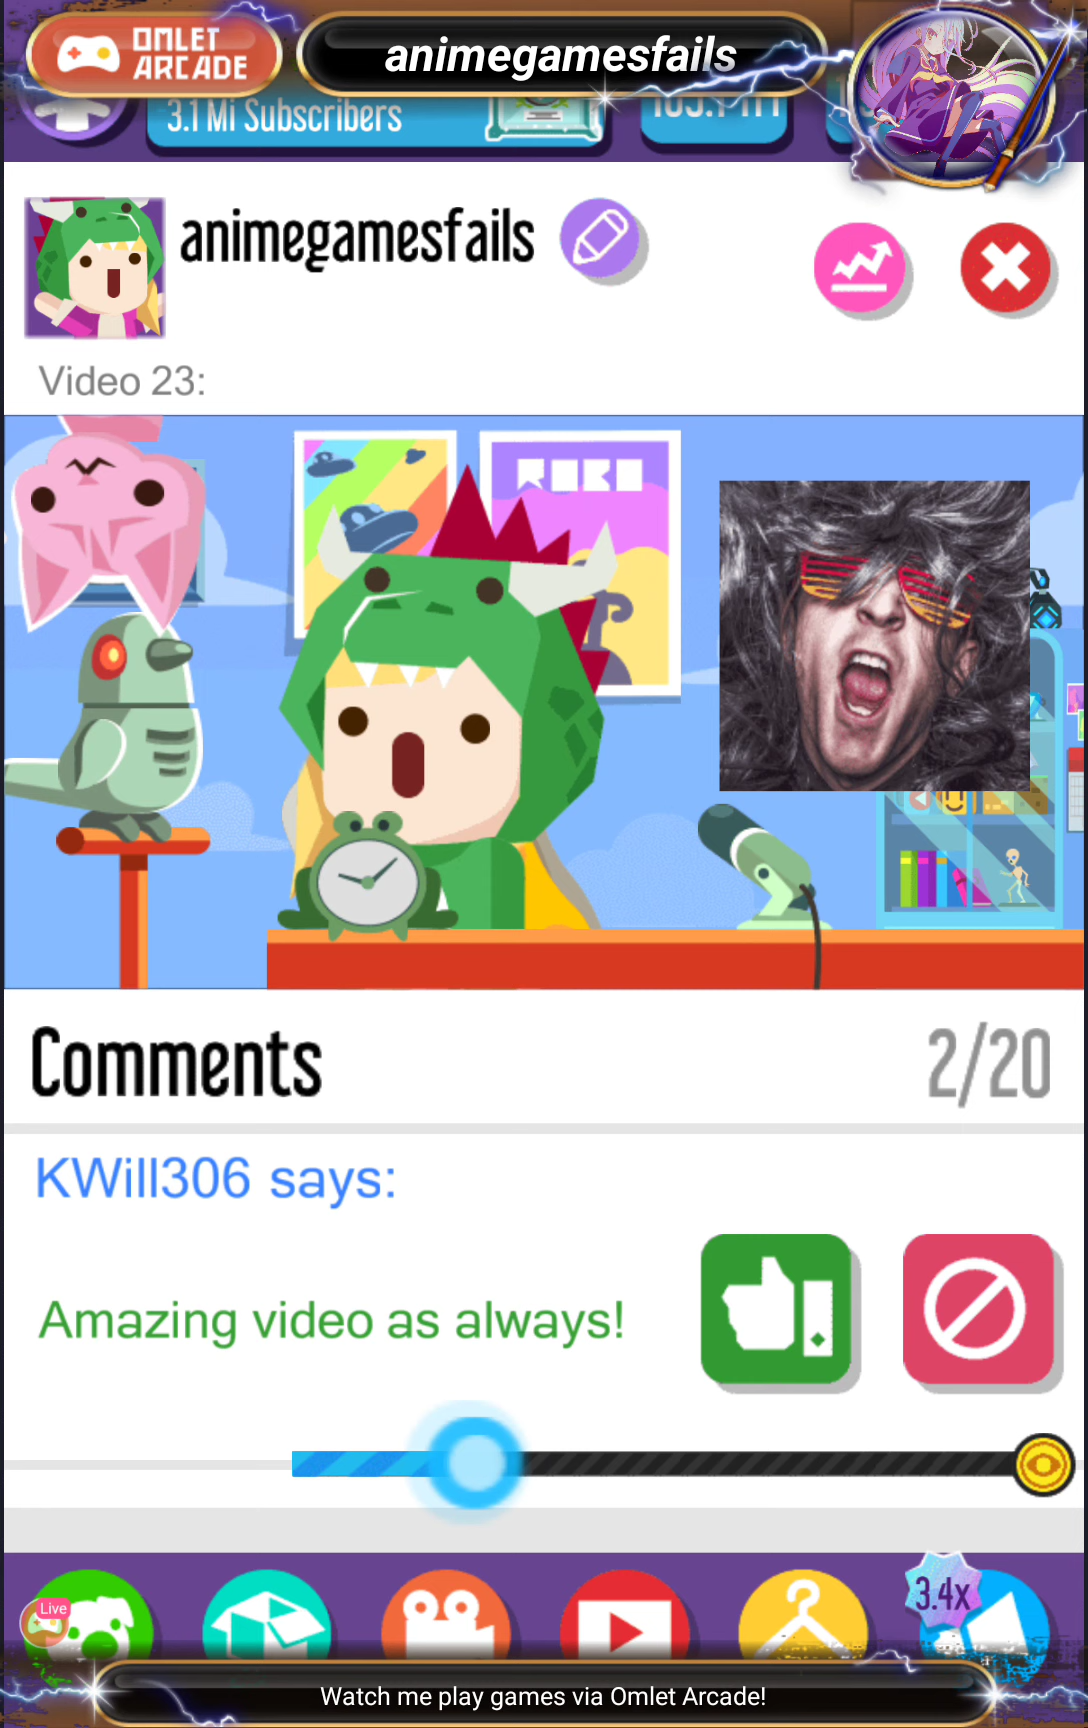 OMLET
ARCADE
animegamesfails
3.1 Mi Subscribers
animegamesfails
Video 23:
Comments
2/20
KWill306 says:
Amazing video as always!
3.4x
Live
Watch me play games via Omlet Arcade!